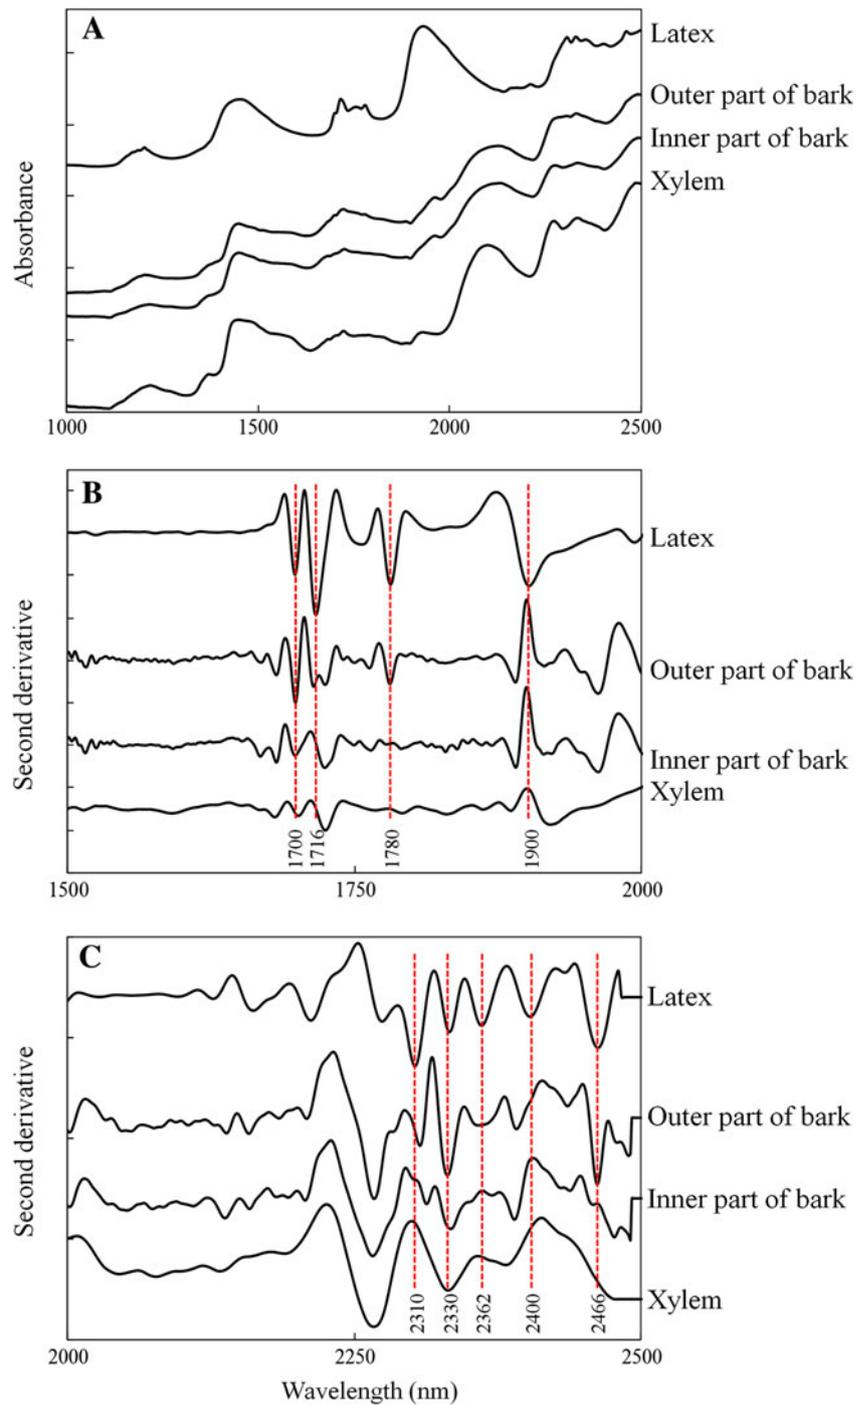 A
Latex
Outer part of bark
Inner part of bark
Xylem
Absorbance
1000 1500 2000 2500
B
Latex
Outer part of bark
Inner part of bark
Xylem
Second derivative
1700 1716 1780 1900
1500 1750 2000
C
Latex
Outer part of bark
Inner part of bark
Xylem
Second derivative
2310 2330 2362 2400 2466
2000 2250 2500
Wavelength (nm)